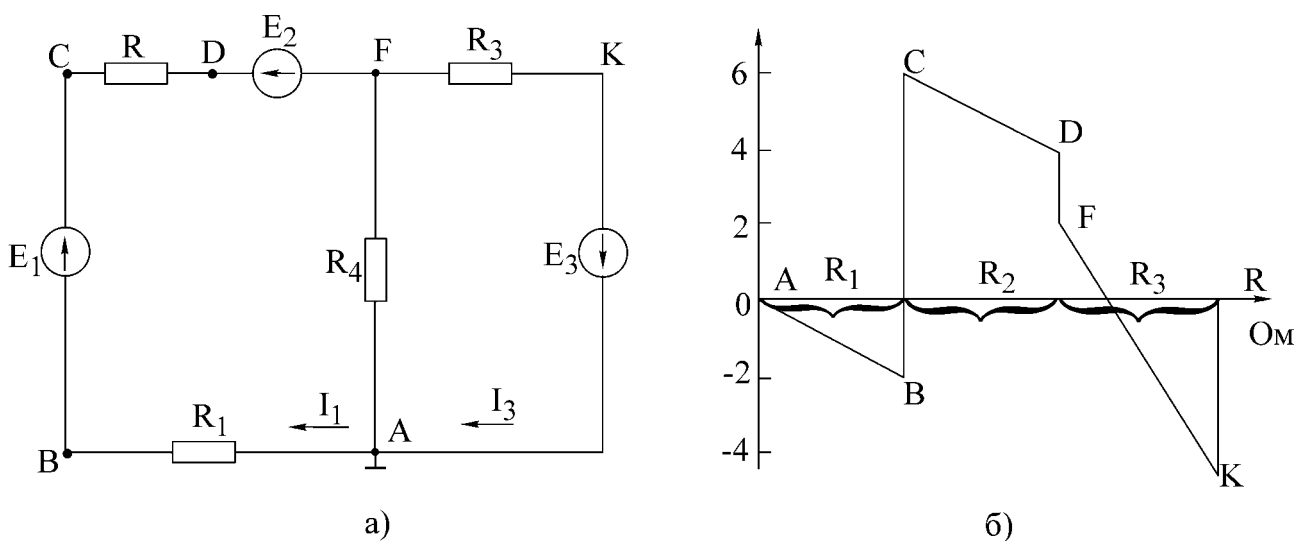 C R D E2 F R3 K
E1 R4 E3
B R1 I1 A I3
а)
6 C
4 D
2 F
0 A R1 R2 R3 R
Ом
-2 B
-4 K
б)